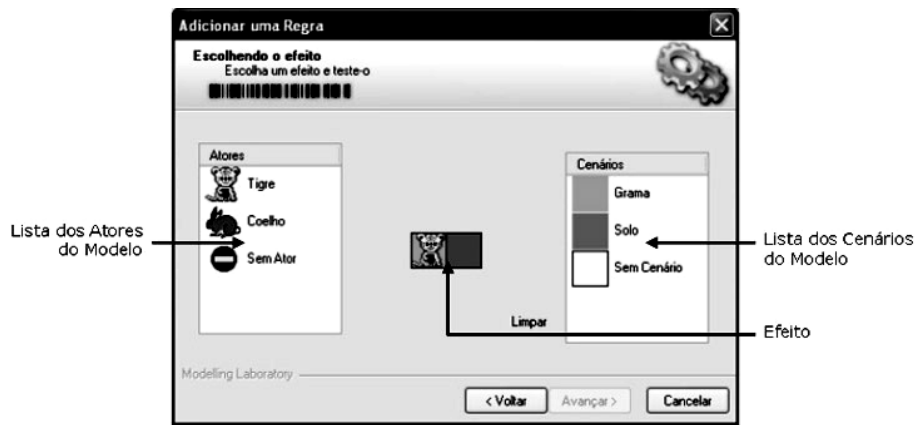 Adicionar uma Regra
Escolhendo o efeito
Escolha um efeito e teste-o
Atores
Tigre
Coelho
Sem Ator
Lista dos Atores
do Modelo
Cenários
Grama
Solo
Sem Cenário
Lista dos Cenários
do Modelo
Limpar
Efeito
Modelling Laboratory
< Voltar
Avançar >
Cancelar